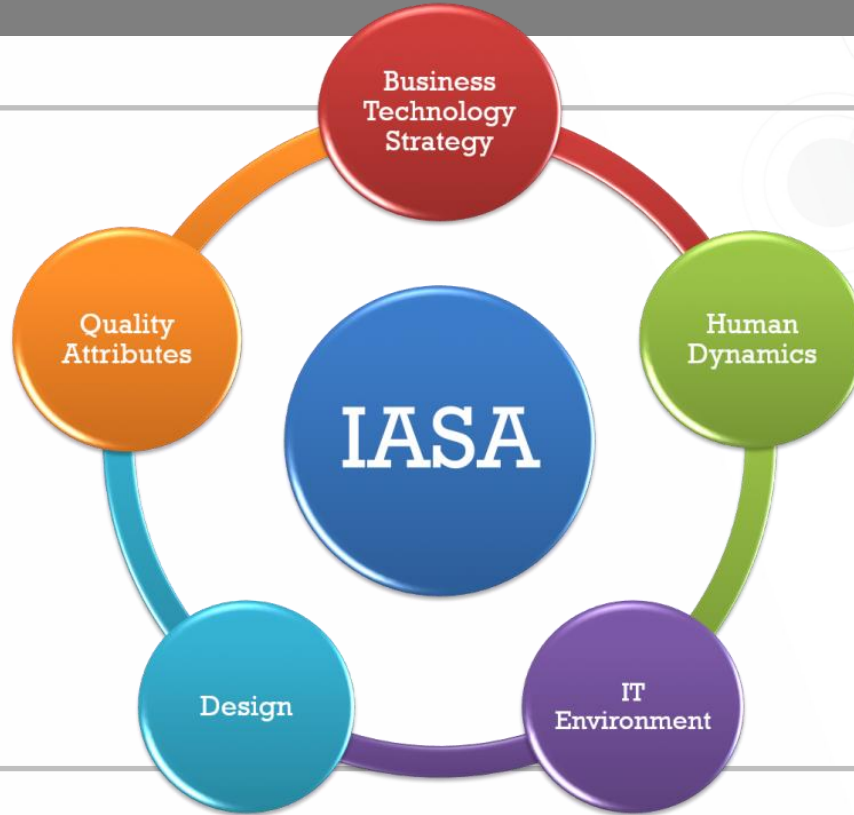 Business
Technology
Strategy
Quality
Attributes
Human
Dynamics
IASA
Design
IT
Environment